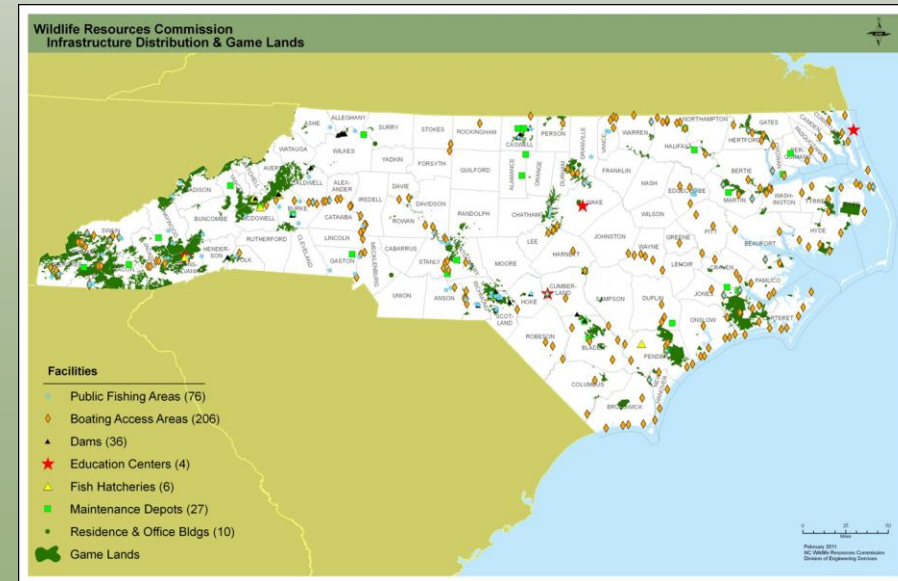 Wildlife Resources Commission
Infrastructure Distribution & Game Lands
ALLEGHANY
ASHE
SURRY
STOKES
ROCKINGHAM
CASWELL
PERSON
GRANVILLE
VANCE
WARREN
NORTHAMPTON
GATES
HERTFORD
HALIFAX
WATAUGA
WILKES
YADKIN
FORSYTH
GUILFORD
ALAMANCE
ORANGE
DURHAM
FRANKLIN
NASH
EDGECOMBE
BERTIE
MARTIN
WASH-
INGTON
TYRRELL
MADISON
MITCHELL
AVERY
CALDWELL
ALEX-
ANDER
IREDELL
DAVIE
DAVIDSON
RANDOLPH
CHATHAM
WAKE
WILSON
PITT
BEAUFORT
HYDE
BUNCOMBE
MCDOWELL
BURKE
CATAWBA
ROWAN
SWAIN
HENDER-
SON
POLK
RUTHERFORD
CLEVELAND
LINCOLN
GASTON
MECKLENBURG
CABARRUS
STANLY
MOORE
LEE
HARNETT
JOHNSTON
WAYNE
GREENE
LENOIR
CRAVEN
PAMLICO
UNION
ANSON
SCOT-
LAND
HOKE
CUMBER-
LAND
SAMPSON
DUPLIN
JONES
ONSLOW
CARTERET
ROBESON
BLADEN
PENDER
COLUMBUS
NEW
HANOVER
BRUNSWICK
Facilities
Public Fishing Areas (76)
Boating Access Areas (206)
Dams (36)
Education Centers (4)
Fish Hatcheries (6)
Maintenance Depots (27)
Residence & Office Bldgs (10)
Game Lands
0 25 50
Miles
February 2011
NC Wildlife Resources Commission
Division of Engineering Services